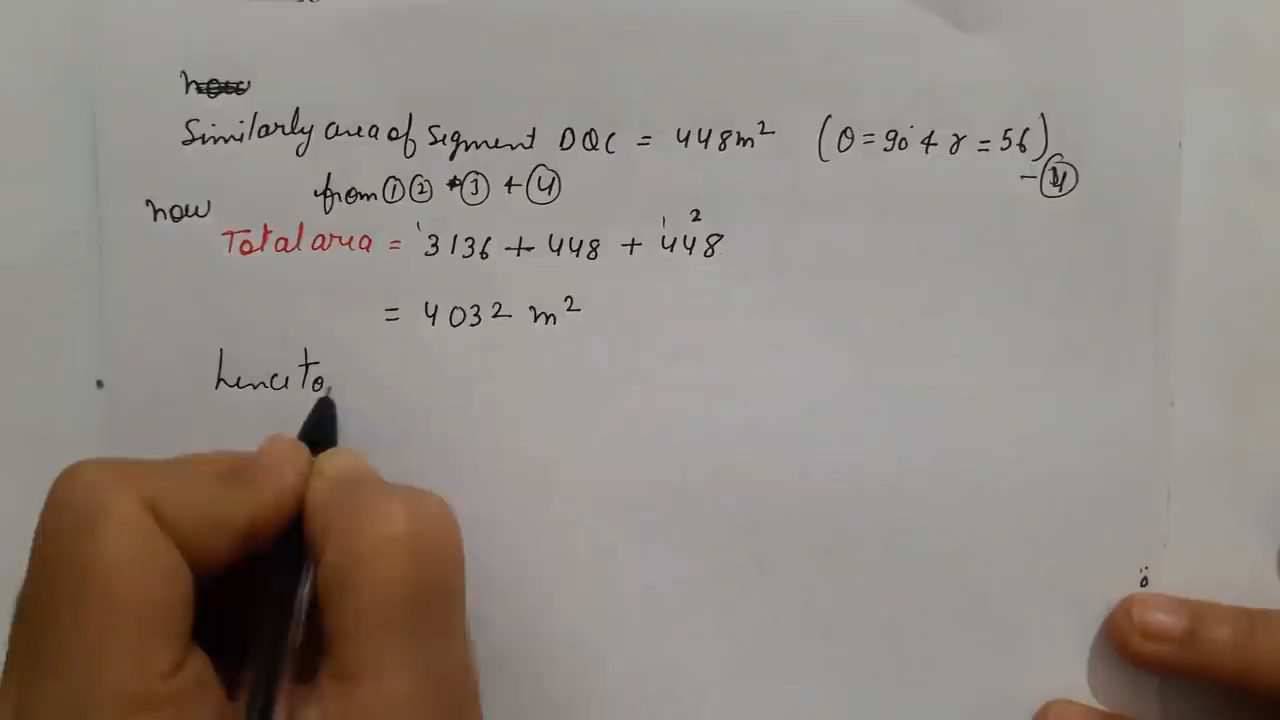 Similarly area of segment DQC = 448m² (θ = 90° & r = 56)
- ④
from ① ② + ③ + ④
now
Total area = 3136 + 448 + 448
= 4032 m²
hence to